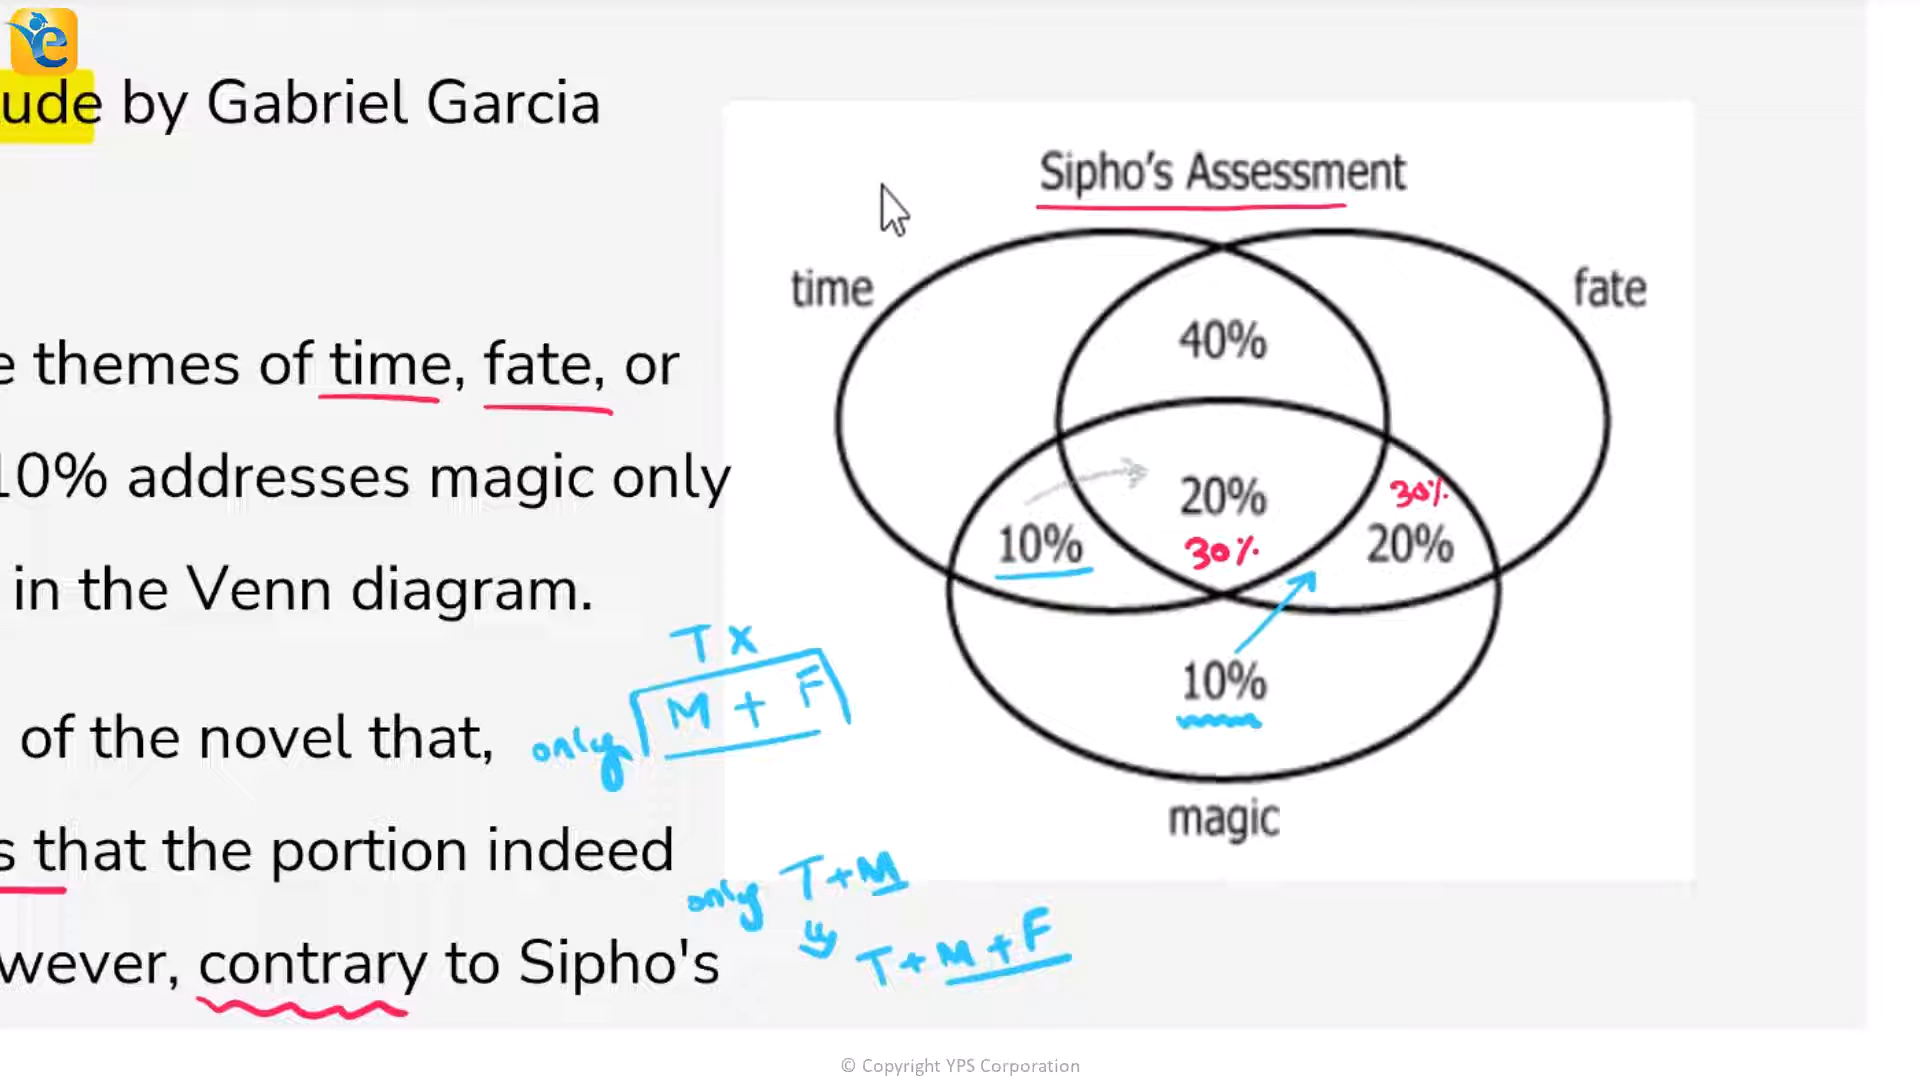 ude by Gabriel Garcia
Sipho's Assessment
time
fate
40%
e themes of time, fate, or
10% addresses magic only
20%
30%
10%
30%
20%
in the Venn diagram.
T x
M + F
only
10%
of the novel that,
magic
s that the portion indeed
only T+M
T+M+F
wever, contrary to Sipho's
© Copyright YPS Corporation